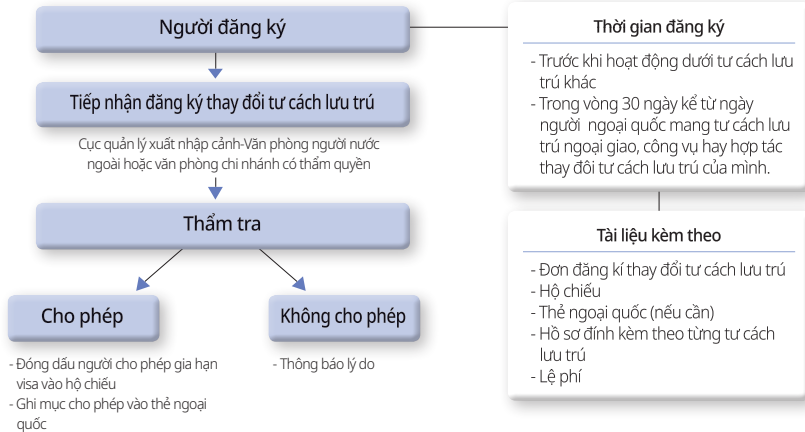 Người đăng ký
Tiếp nhận đăng ký thay đổi tư cách lưu trú
Cục quản lý xuất nhập cảnh-Văn phòng người nước
ngoài hoặc văn phòng chi nhánh có thẩm quyền
Thẩm tra
Cho phép
- Đóng dấu người cho phép gia hạn
visa vào hộ chiếu
- Ghi mục cho phép vào thẻ ngoại
quốc
Không cho phép
- Thông báo lý do
Thời gian đăng ký
- Trước khi hoạt động dưới tư cách lưu
trú khác
- Trong vòng 30 ngày kể từ ngày
người ngoại quốc mang tư cách lưu
trú ngoại giao, công vụ hay hợp tác
thay đôi tư cách lưu trú của mình.
Tài liệu kèm theo
- Đơn đăng kí thay đổi tư cách lưu trú
- Hộ chiếu
- Thẻ ngoại quốc (nếu cần)
- Hồ sơ đính kèm theo từng tư cách
lưu trú
- Lệ phí